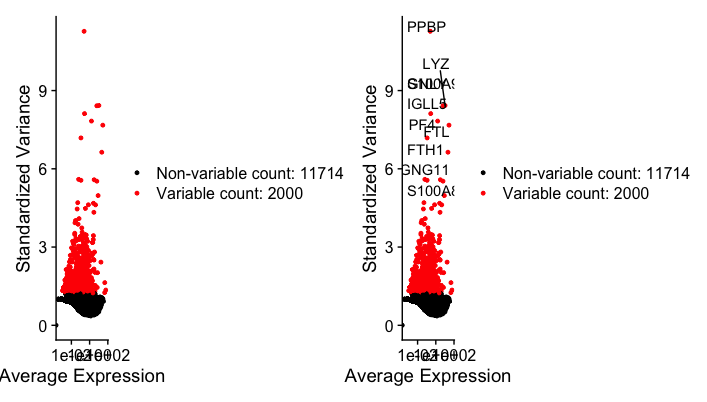 Standardized Variance
9
6
3
0
Average Expression
Non-variable count: 11714
Variable count: 2000
Standardized Variance
9
6
3
0
PPBP
LYZ
IGLL5
PF4
FTL
FTH1
GNG11
S100A8
Average Expression
Non-variable count: 11714
Variable count: 2000